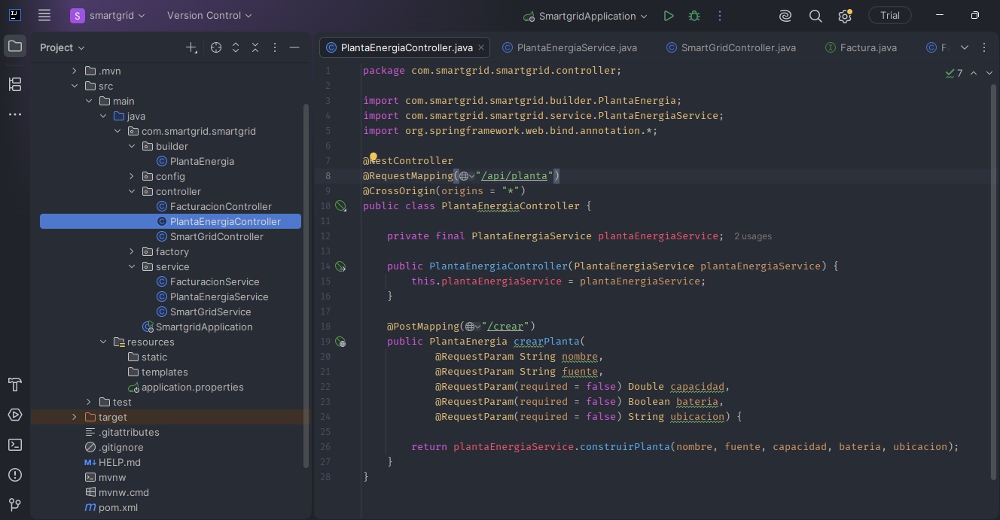 S smartgrid Version Control SmartgridApplication Trial
Project
PlantaEnergiaController.java PlantaEnergiaService.java SmartGridController.java Factura.java F
.mvn
src
main
java
com.smartgrid.smartgrid
builder
PlantaEnergia
config
controller
FacturacionController
PlantaEnergiaController
SmartGridController
factory
service
FacturacionService
PlantaEnergiaService
SmartGridService
SmartgridApplication
resources
static
templates
application.properties
test
target
.gitattributes
.gitignore
HELP.md
mvnw
mvnw.cmd
pom.xml
7
1 package com.smartgrid.smartgrid.controller;
2
3 import com.smartgrid.smartgrid.builder.PlantaEnergia;
4 import com.smartgrid.smartgrid.service.PlantaEnergiaService;
5 import org.springframework.web.bind.annotation.*;
6
7 @RestController
8 @RequestMapping("/api/planta")
9 @CrossOrigin(origins = "*")
10 public class PlantaEnergiaController {
11
12 private final PlantaEnergiaService plantaEnergiaService; 2 usages
13
14 public PlantaEnergiaController(PlantaEnergiaService plantaEnergiaService) {
15 this.plantaEnergiaService = plantaEnergiaService;
16 }
17
18 @PostMapping("/crear")
19 public PlantaEnergia crearPlanta(
20 @RequestParam String nombre,
21 @RequestParam String fuente,
22 @RequestParam(required = false) Double capacidad,
23 @RequestParam(required = false) Boolean bateria,
24 @RequestParam(required = false) String ubicacion) {
25
26 return plantaEnergiaService.construirPlanta(nombre, fuente, capacidad, bateria, ubicacion);
27 }
28 }